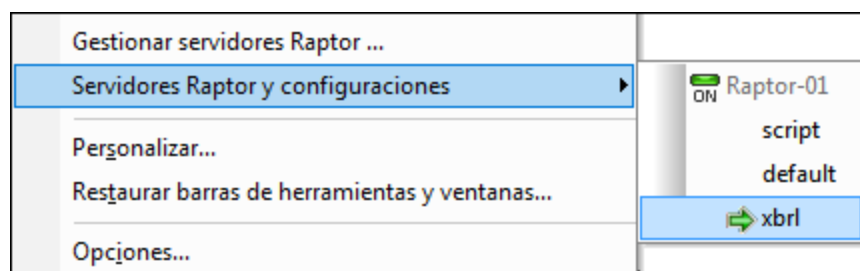 Gestionar servidores Raptor ...
Servidores Raptor y configuraciones
Personalizar...
Restaurar barras de herramientas y ventanas...
Opciones...
ON Raptor-01
script
default
xbrl